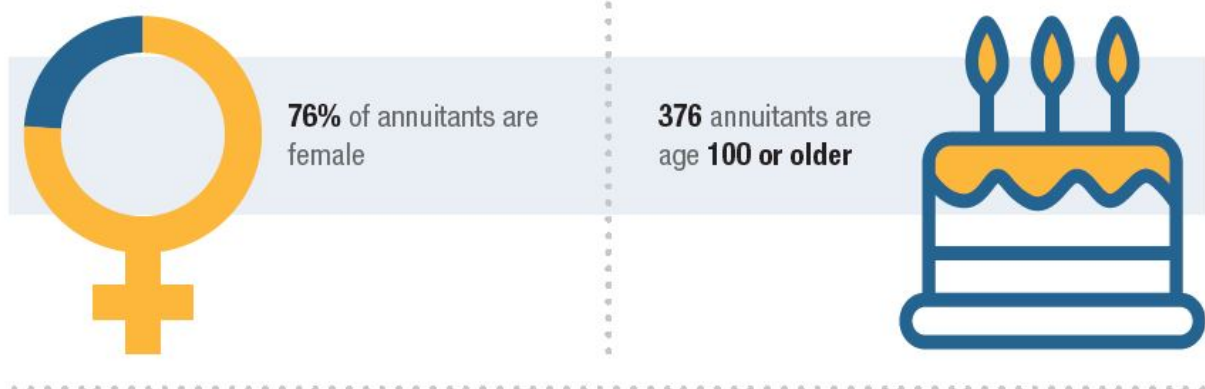 76% of annuitants are
female
376 annuitants are
age 100 or older